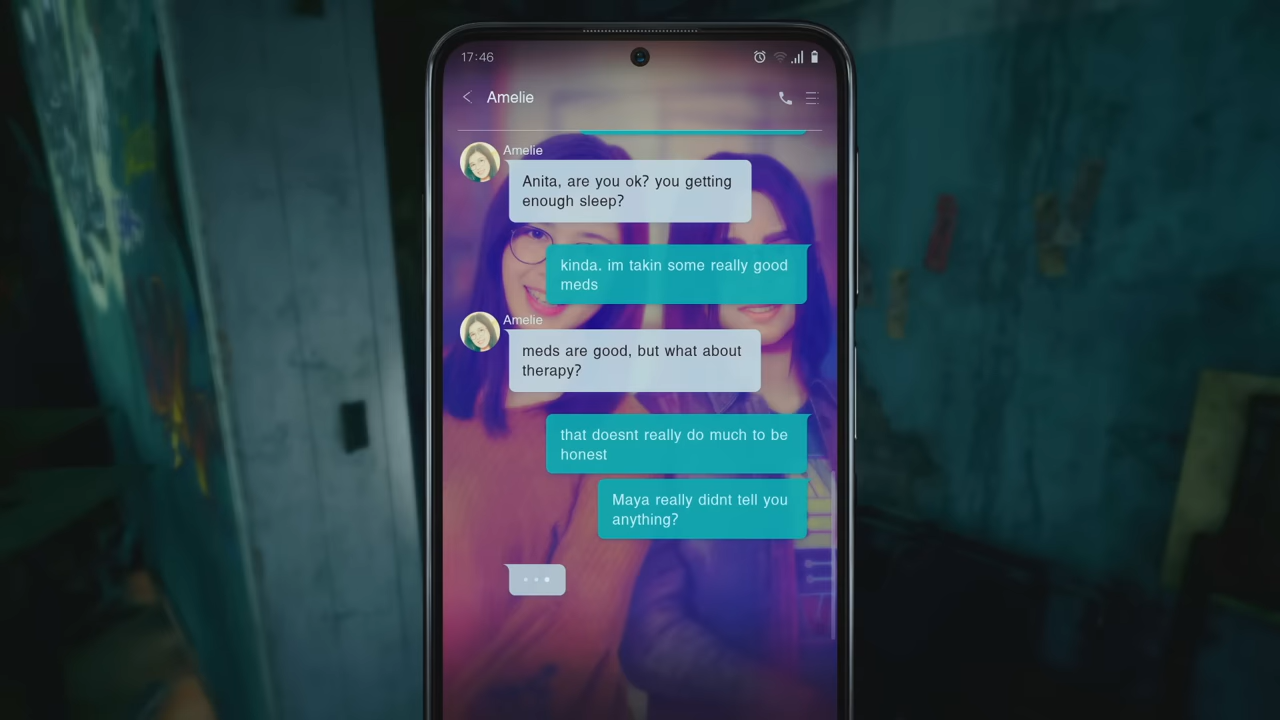 17:46
Amelie
Amelie
Anita, are you ok? you getting
enough sleep?
kinda. im takin some really good
meds
Amelie
meds are good, but what about
therapy?
that doesnt really do much to be
honest
Maya really didnt tell you
anything?